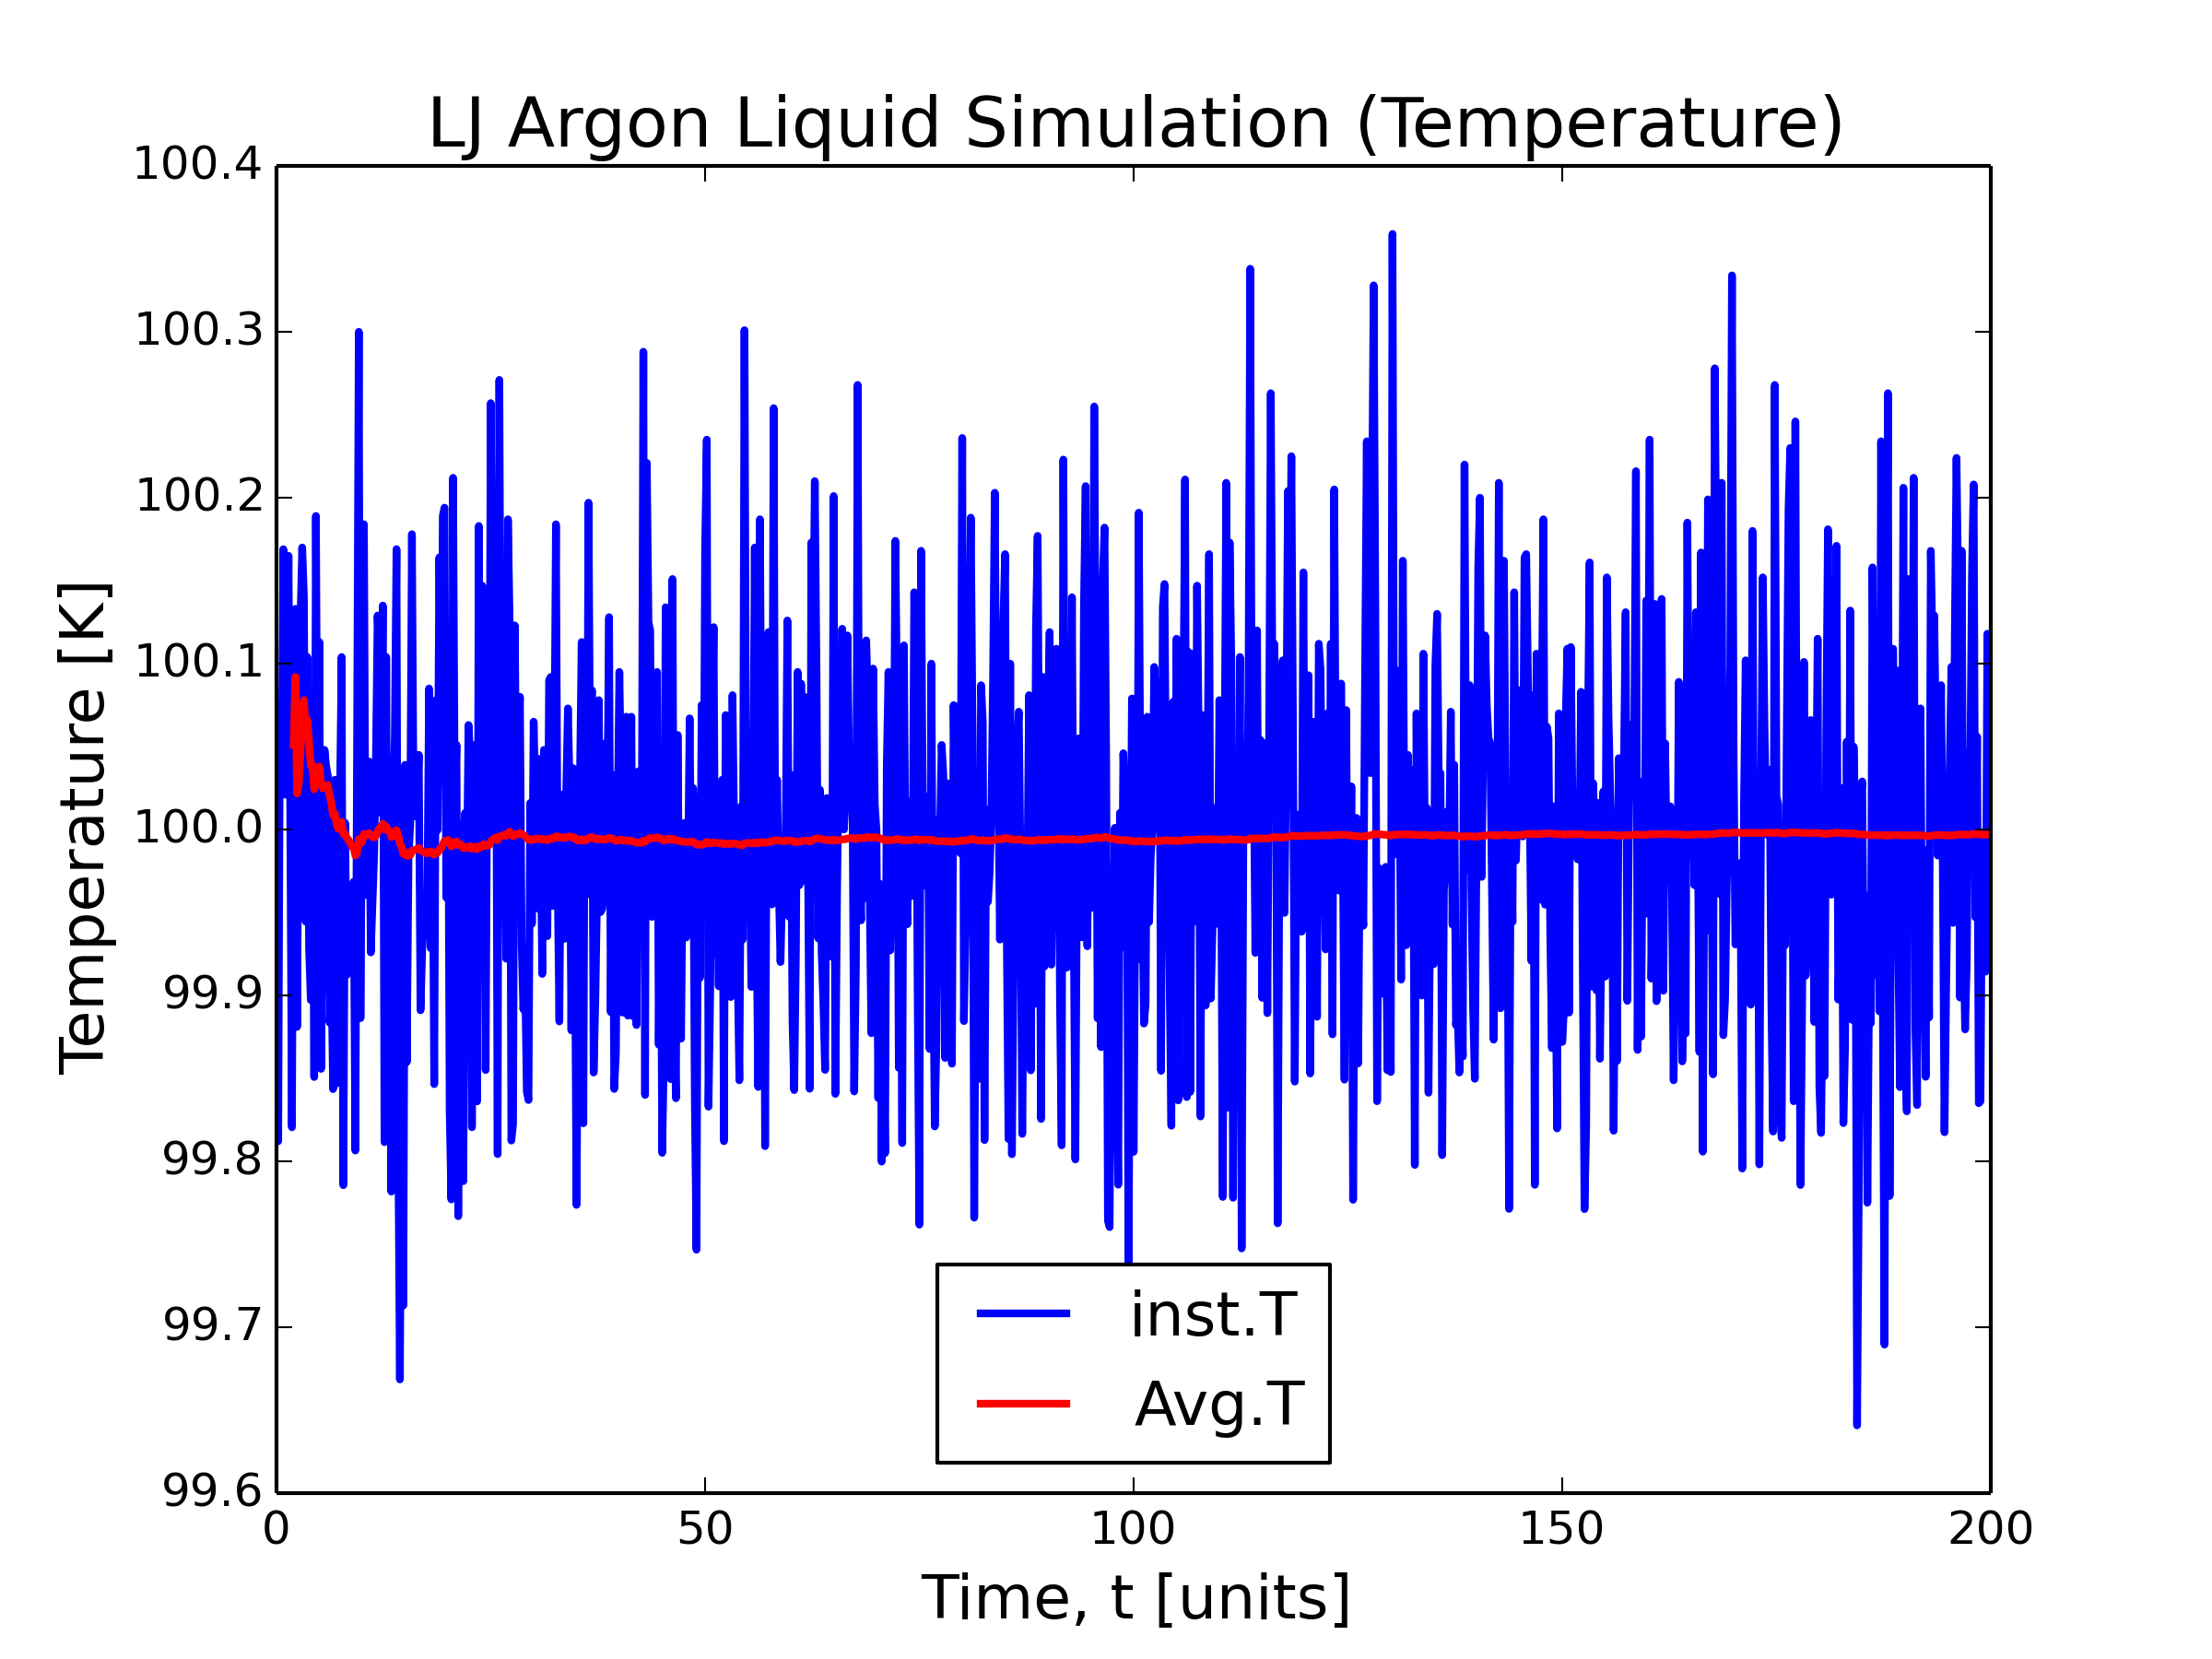 LJ Argon Liquid Simulation (Temperature)
100.4
100.3
100.2
100.1
100.0
99.9
99.8
99.7
99.6
Temperature [K]
inst.T
Avg.T
0 50 100 150 200
Time, t [units]